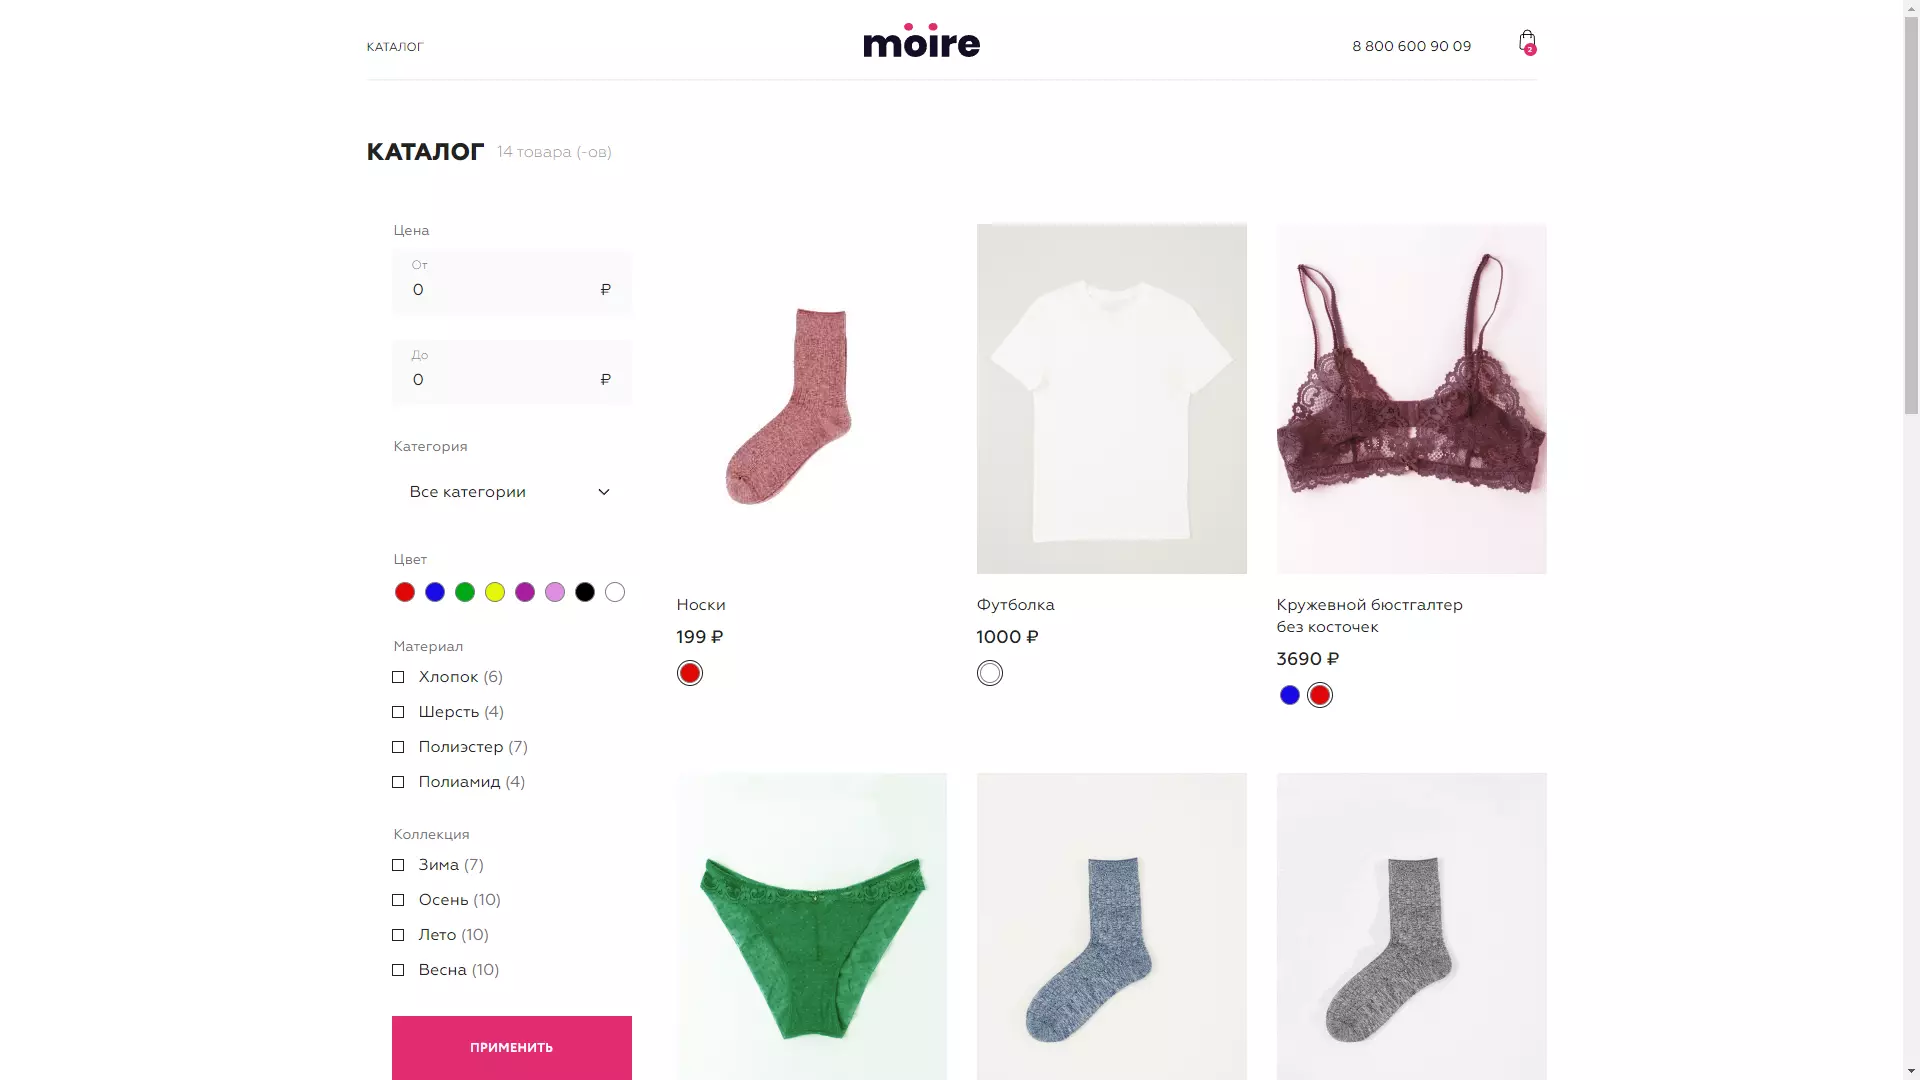 КАТАЛОГ
moire
8 800 600 90 09
2
КАТАЛОГ 14 товара (-ов)
Цена
От
0 ₽
До
0 ₽
Категория
Все категории
Цвет
Материал
Хлопок (6)
Шерсть (4)
Полиэстер (7)
Полиамид (4)
Коллекция
Зима (7)
Осень (10)
Лето (10)
Весна (10)
ПРИМЕНИТЬ
Носки
199 ₽
Футболка
1000 ₽
Кружевной бюстгалтер
без косточек
3690 ₽